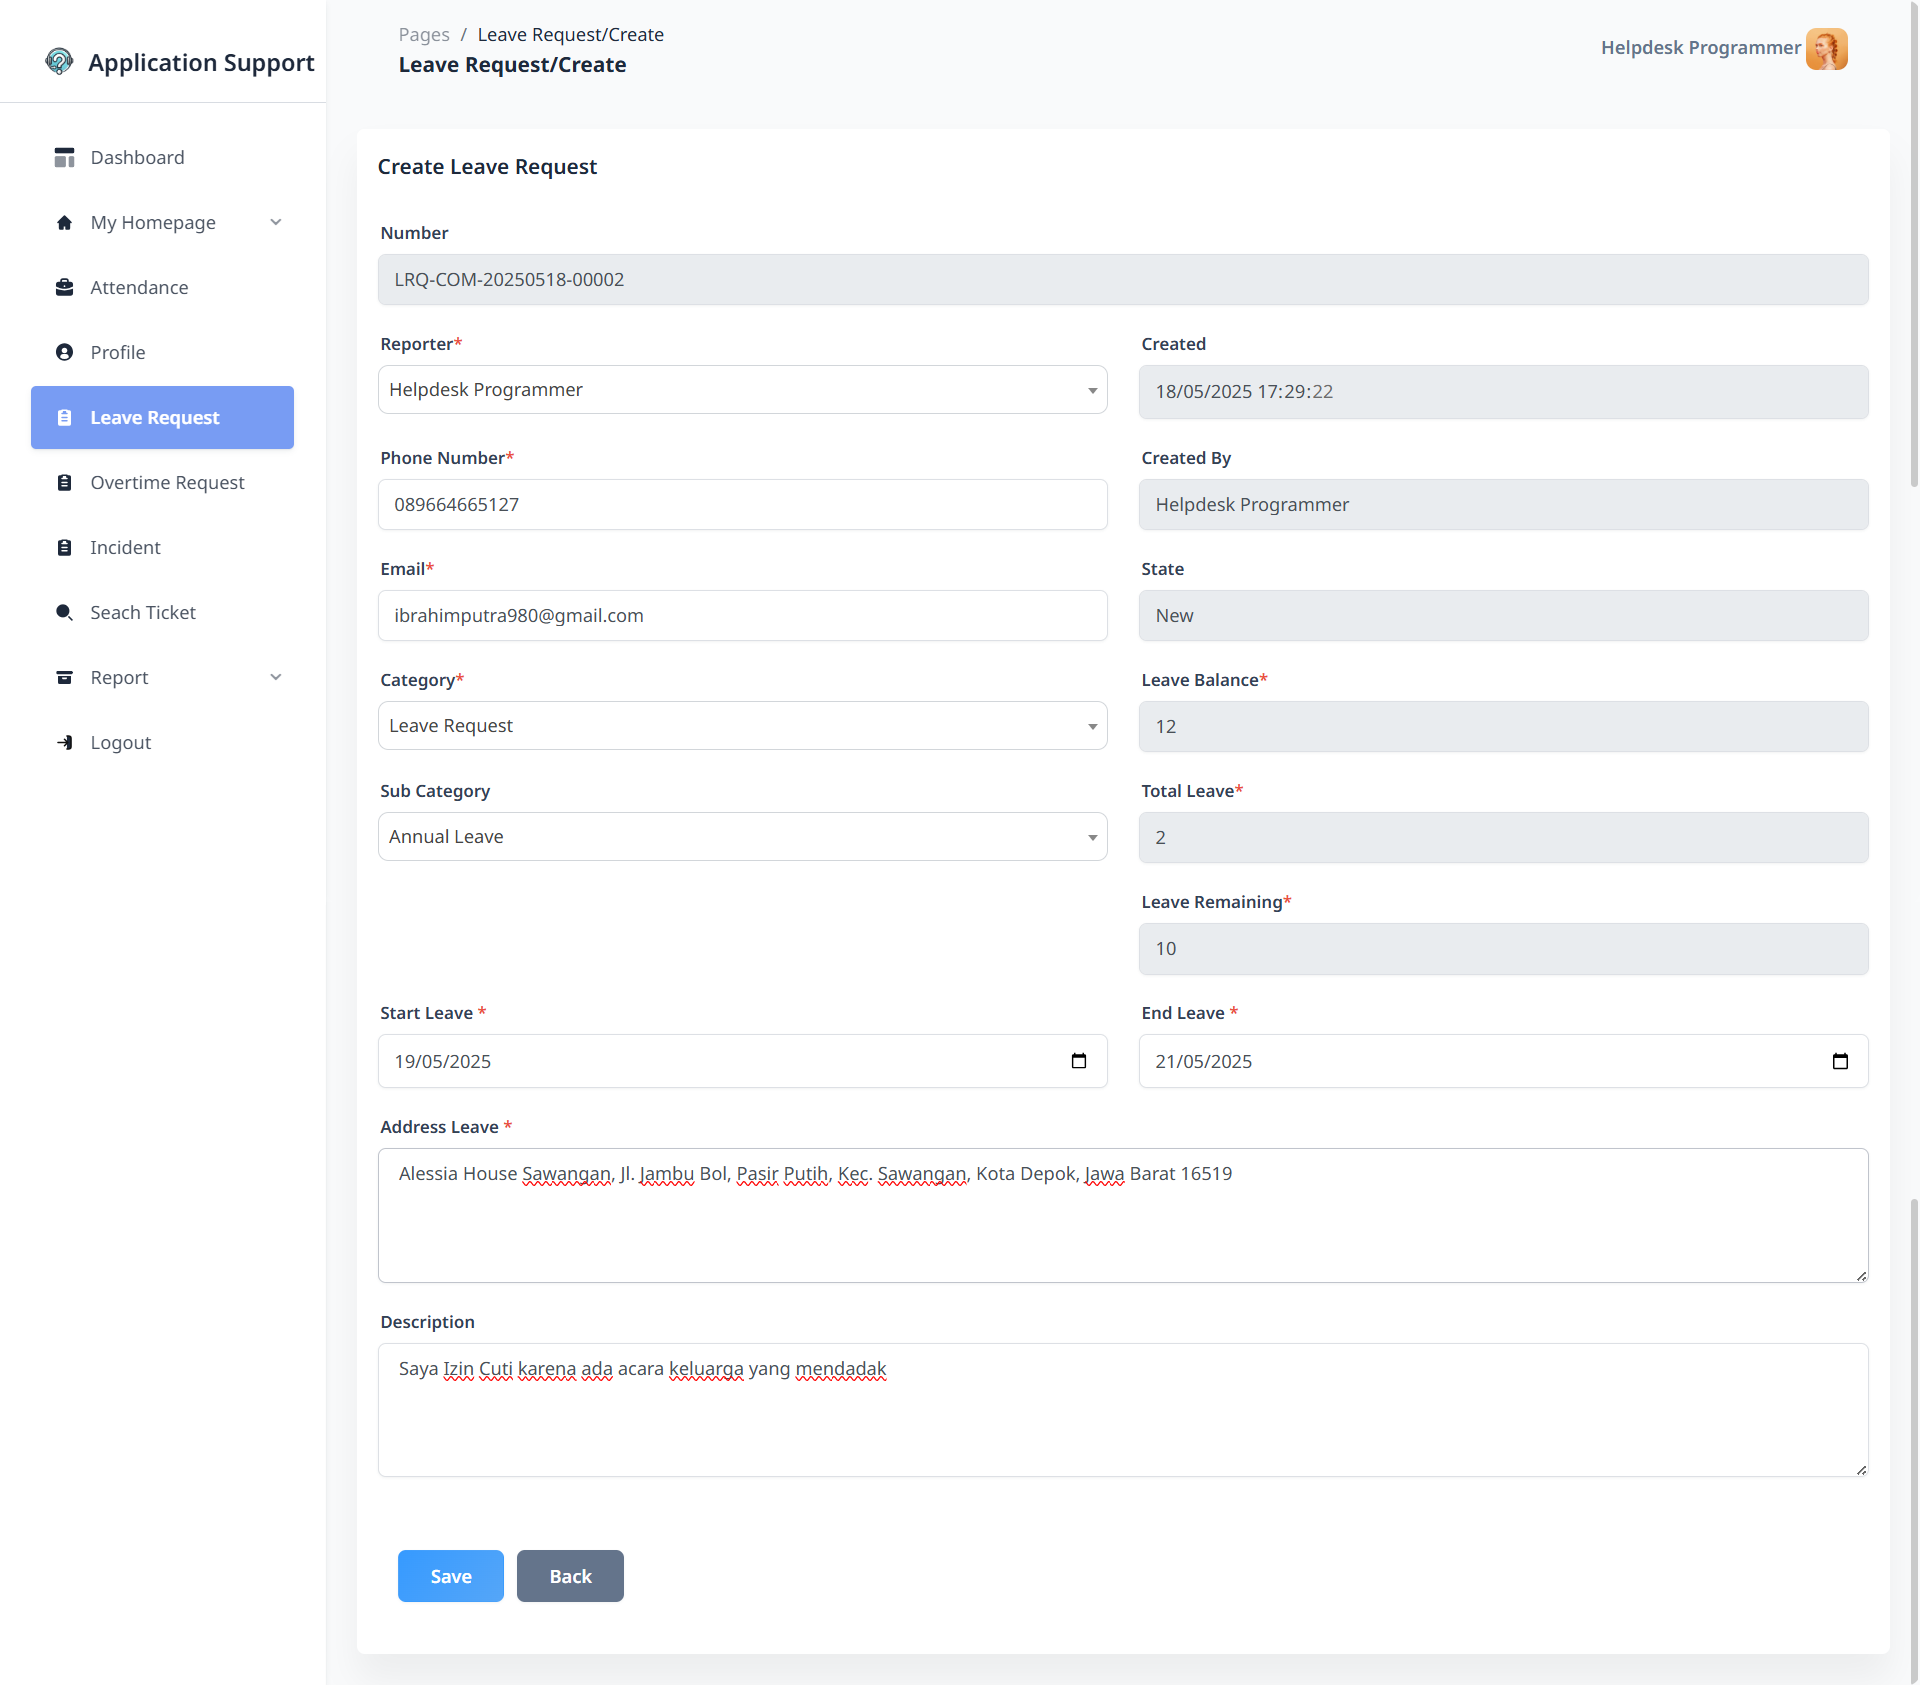 Application Support
Dashboard
My Homepage
Attendance
Profile
Leave Request
Overtime Request
Incident
Seach Ticket
Report
Logout
Pages / Leave Request/Create
Leave Request/Create
Helpdesk Programmer
Create Leave Request
Number
LRQ-COM-20250518-00002
Reporter*
Helpdesk Programmer
Created
18/05/2025 17:29:22
Phone Number*
089664665127
Created By
Helpdesk Programmer
Email*
ibrahimputra980@gmail.com
State
New
Category*
Leave Request
Leave Balance*
12
Sub Category
Annual Leave
Total Leave*
2
Leave Remaining*
10
Start Leave *
19/05/2025
End Leave *
21/05/2025
Address Leave *
Alessia House Sawangan, Jl. Jambu Bol, Pasir Putih, Kec. Sawangan, Kota Depok, Jawa Barat 16519
Description
Saya Izin Cuti karena ada acara keluarga yang mendadak
Save
Back